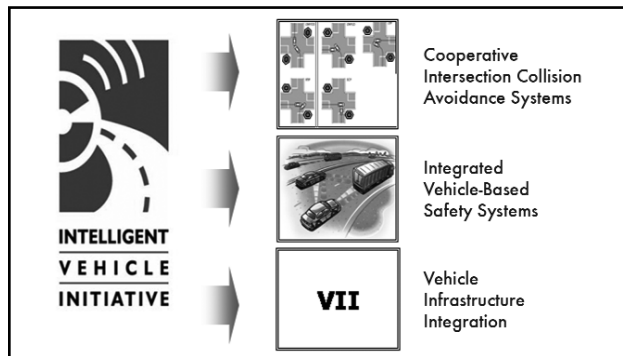 INTELLIGENT
VEHICLE
INITIATIVE
Cooperative
Intersection Collision
Avoidance Systems
Integrated
Vehicle-Based
Safety Systems
VII
Vehicle
Infrastructure
Integration